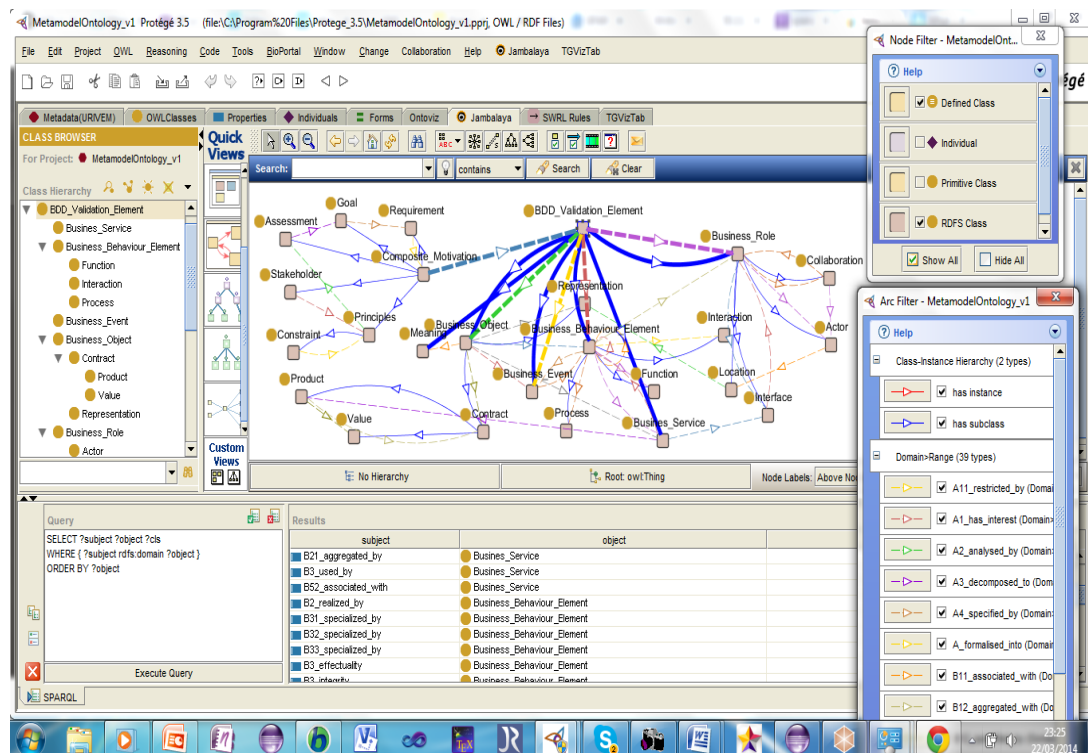 MetamodelOntology_v1 Protégé 3.5 (file:\C:\Program%20Files\Protege_3.5\MetamodelOntology_v1.pprj, OWL / RDF Files)
File Edit Project OWL Reasoning Code Tools BioPortal Window Change Collaboration Help Jambalaya TGVizTab
égé
Metadata(URIVEM) OWLClasses Properties Individuals Forms Ontoviz Jambalaya SWRL Rules TGVizTab
CLASS BROWSER
For Project: MetamodelOntology_v1
Class Hierarchy
BDD_Validation_Element
Busines_Service
Business_Behaviour_Element
Function
Interaction
Process
Business_Event
Business_Object
Contract
Product
Value
Representation
Business_Role
Actor
Quick
Views
Custom
Views
ABC
Search: contains Search Clear
Goal
Assessment
Requirement
BDD_Validation_Element
Business_Role
Composite_Motivation
Collaboration
Stakeholder
Representation
Principles
Constraint
Meaning
Business_Object
Business_Behaviour_Element
Interaction
Actor
Product
Business_Event
Function
Location
Interface
Value
Contract
Process
Busines_Service
No Hierarchy Root: owl:Thing Node Labels: Above No
Query
SELECT ?subject ?object ?cls
WHERE { ?subject rdfs:domain ?object }
ORDER BY ?object
Execute Query
SPARQL
Results
subject object
B21_aggregated_by Busines_Service
B3_used_by Busines_Service
B52_associated_with Busines_Service
B2_realized_by Business_Behaviour_Element
B31_specialized_by Business_Behaviour_Element
B32_specialized_by Business_Behaviour_Element
B33_specialized_by Business_Behaviour_Element
B3_effectuality Business_Behaviour_Element
B3_integrity Business_Behaviour_Element
Node Filter - MetamodelOnt...
Help
Defined Class
Individual
Primitive Class
RDFS Class
Show All Hide All
Arc Filter - MetamodelOntology_v1
Help
Class-Instance Hierarchy (2 types)
has instance
has subclass
Domain>Range (39 types)
A11_restricted_by (Domai
A1_has_interest (Domain>
A2_analysed_by (Domain>
A3_decomposed_to (Dom
A4_specified_by (Domain>
A_formalised_into (Domai
B11_associated_with (Do
B12_aggregated_with (Do
23:25
22/03/2014